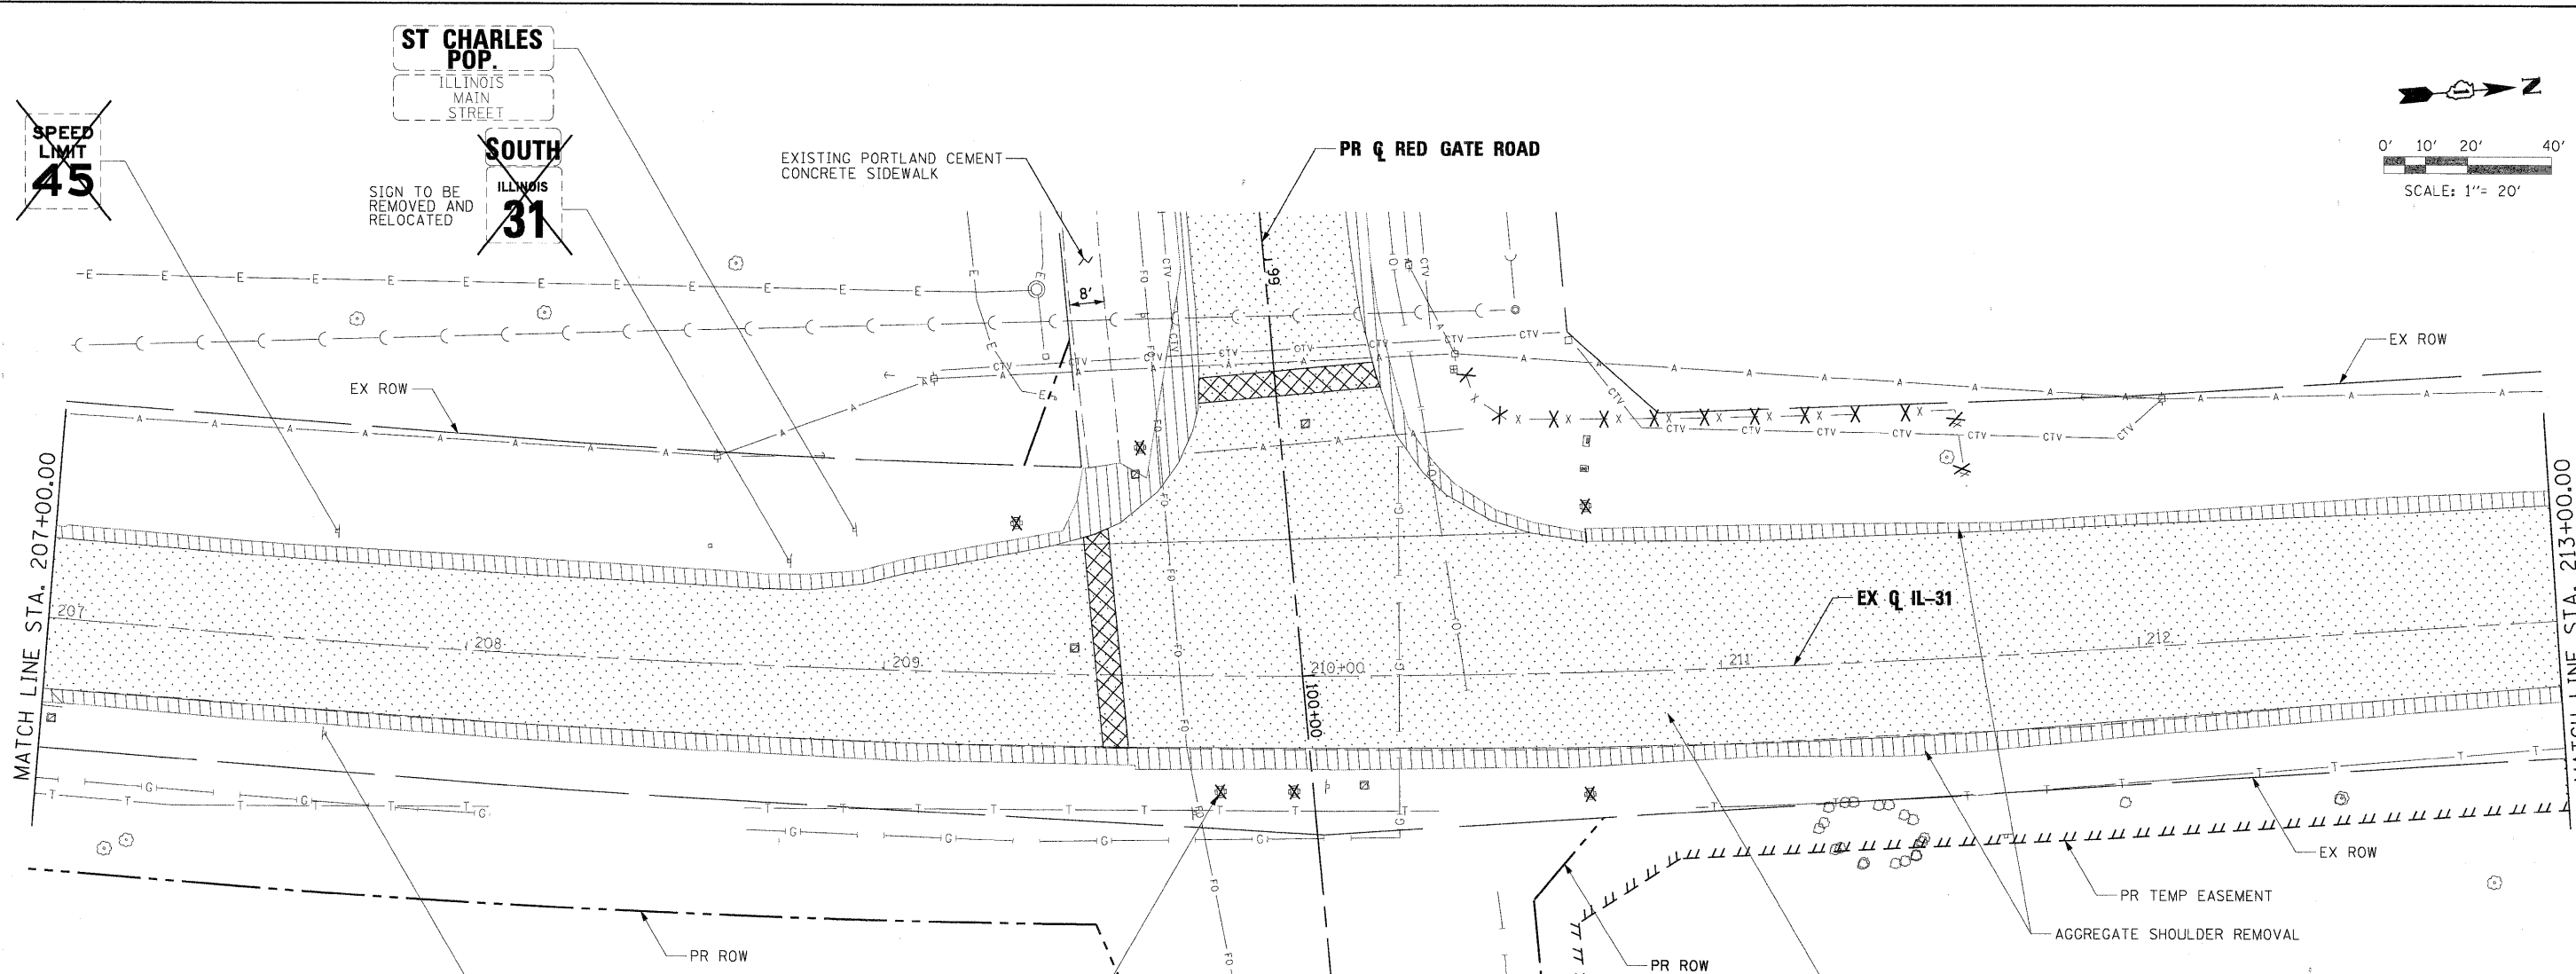 ST CHARLES
POP.
ILLINOIS
MAIN
STREET
SPEED
LIMIT
45
SOUTH
ILLINOIS
31
SIGN TO BE
REMOVED AND
RELOCATED
EXISTING PORTLAND CEMENT
CONCRETE SIDEWALK
PR ℄ RED GATE ROAD
N
0' 10' 20' 40'
SCALE: 1''= 20'
8'
99
EX ROW
EX ROW
MATCH LINE STA. 207+00.00
MATCH LINE STA. 213+00.00
EX ℄ IL-31
207
208
209
210+00
211
212
100+00
EX ROW
PR TEMP EASEMENT
AGGREGATE SHOULDER REMOVAL
PR ROW
PR ROW